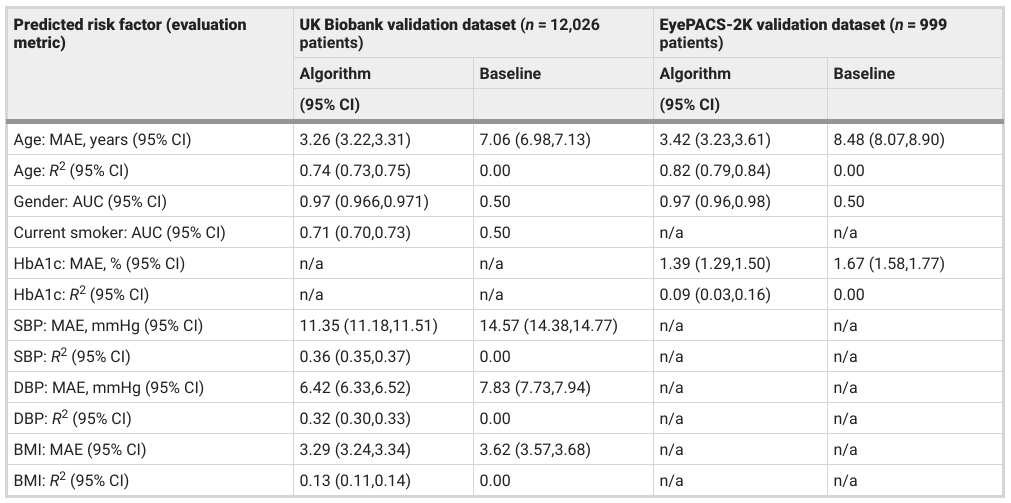 Predicted risk factor (evaluation metric) UK Biobank validation dataset (n = 12,026 patients) EyePACS-2K validation dataset (n = 999 patients)
Algorithm Baseline Algorithm Baseline
(95% CI) (95% CI)
Age: MAE, years (95% CI) 3.26 (3.22,3.31) 7.06 (6.98,7.13) 3.42 (3.23,3.61) 8.48 (8.07,8.90)
Age: R² (95% CI) 0.74 (0.73,0.75) 0.00 0.82 (0.79,0.84) 0.00
Gender: AUC (95% CI) 0.97 (0.966,0.971) 0.50 0.97 (0.96,0.98) 0.50
Current smoker: AUC (95% CI) 0.71 (0.70,0.73) 0.50 n/a n/a
HbA1c: MAE, % (95% CI) n/a n/a 1.39 (1.29,1.50) 1.67 (1.58,1.77)
HbA1c: R² (95% CI) n/a n/a 0.09 (0.03,0.16) 0.00
SBP: MAE, mmHg (95% CI) 11.35 (11.18,11.51) 14.57 (14.38,14.77) n/a n/a
SBP: R² (95% CI) 0.36 (0.35,0.37) 0.00 n/a n/a
DBP: MAE, mmHg (95% CI) 6.42 (6.33,6.52) 7.83 (7.73,7.94) n/a n/a
DBP: R² (95% CI) 0.32 (0.30,0.33) 0.00 n/a n/a
BMI: MAE (95% CI) 3.29 (3.24,3.34) 3.62 (3.57,3.68) n/a n/a
BMI: R² (95% CI) 0.13 (0.11,0.14) 0.00 n/a n/a